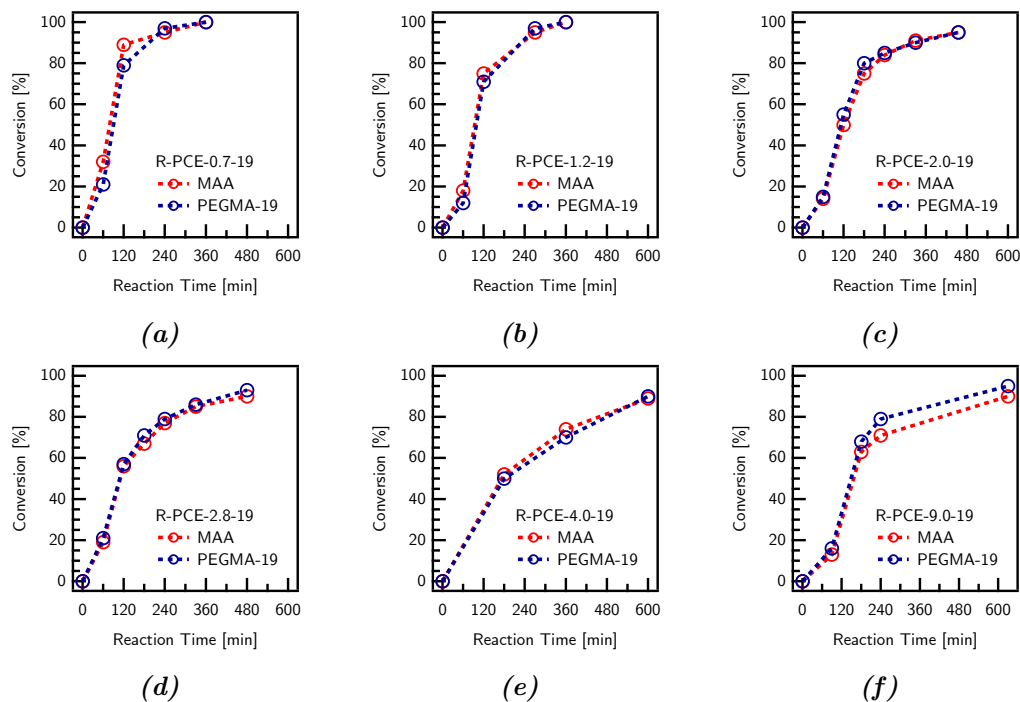 100
80
60
40
20
0
Conversion [%]
R-PCE-0.7-19
MAA
PEGMA-19
0 120 240 360 480 600
Reaction Time [min]
(a)
100
80
60
40
20
0
Conversion [%]
R-PCE-1.2-19
MAA
PEGMA-19
0 120 240 360 480 600
Reaction Time [min]
(b)
100
80
60
40
20
0
Conversion [%]
R-PCE-2.0-19
MAA
PEGMA-19
0 120 240 360 480 600
Reaction Time [min]
(c)
100
80
60
40
20
0
Conversion [%]
R-PCE-2.8-19
MAA
PEGMA-19
0 120 240 360 480 600
Reaction Time [min]
(d)
100
80
60
40
20
0
Conversion [%]
R-PCE-4.0-19
MAA
PEGMA-19
0 120 240 360 480 600
Reaction Time [min]
(e)
100
80
60
40
20
0
Conversion [%]
R-PCE-9.0-19
MAA
PEGMA-19
0 120 240 360 480 600
Reaction Time [min]
(f)